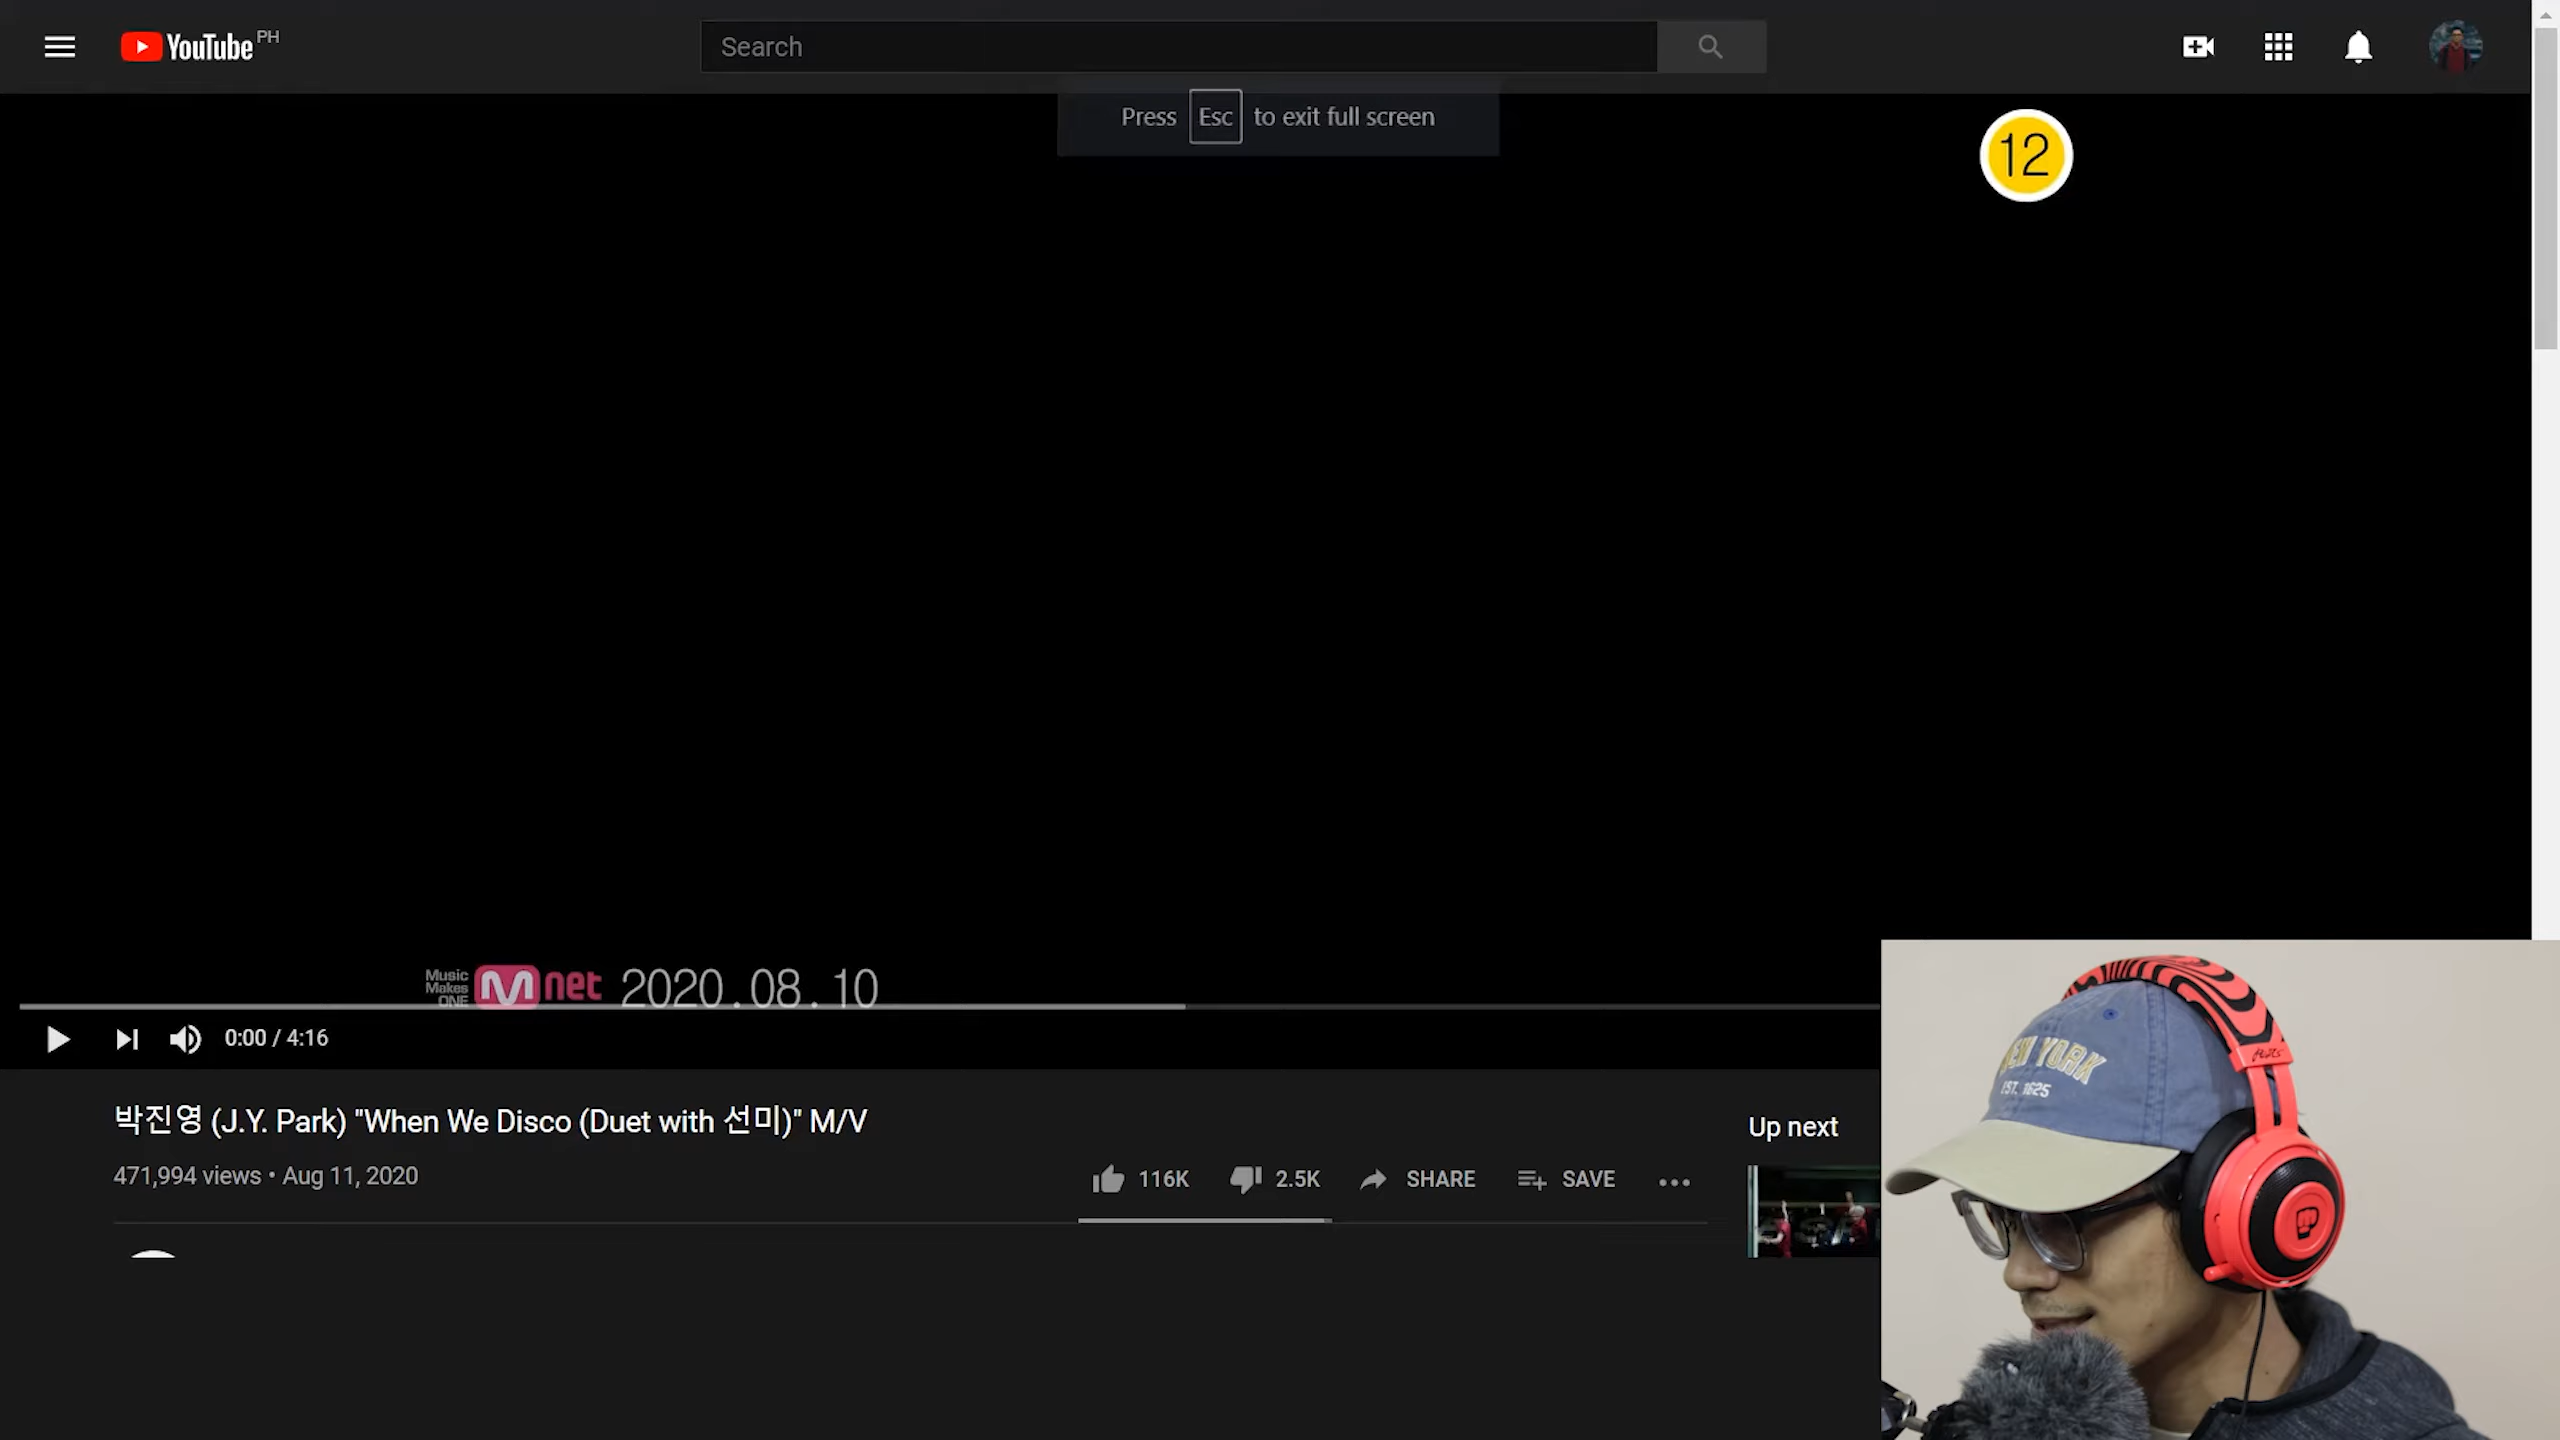 YouTube PH
Search
Press Esc to exit full screen
12
Music Makes ONE Mnet 2020.08.10
0:00 / 4:16
박진영 (J.Y. Park) "When We Disco (Duet with 선미)" M/V
471,994 views • Aug 11, 2020
116K 2.5K SHARE SAVE
Up next
NEW YORK
EST. 1625